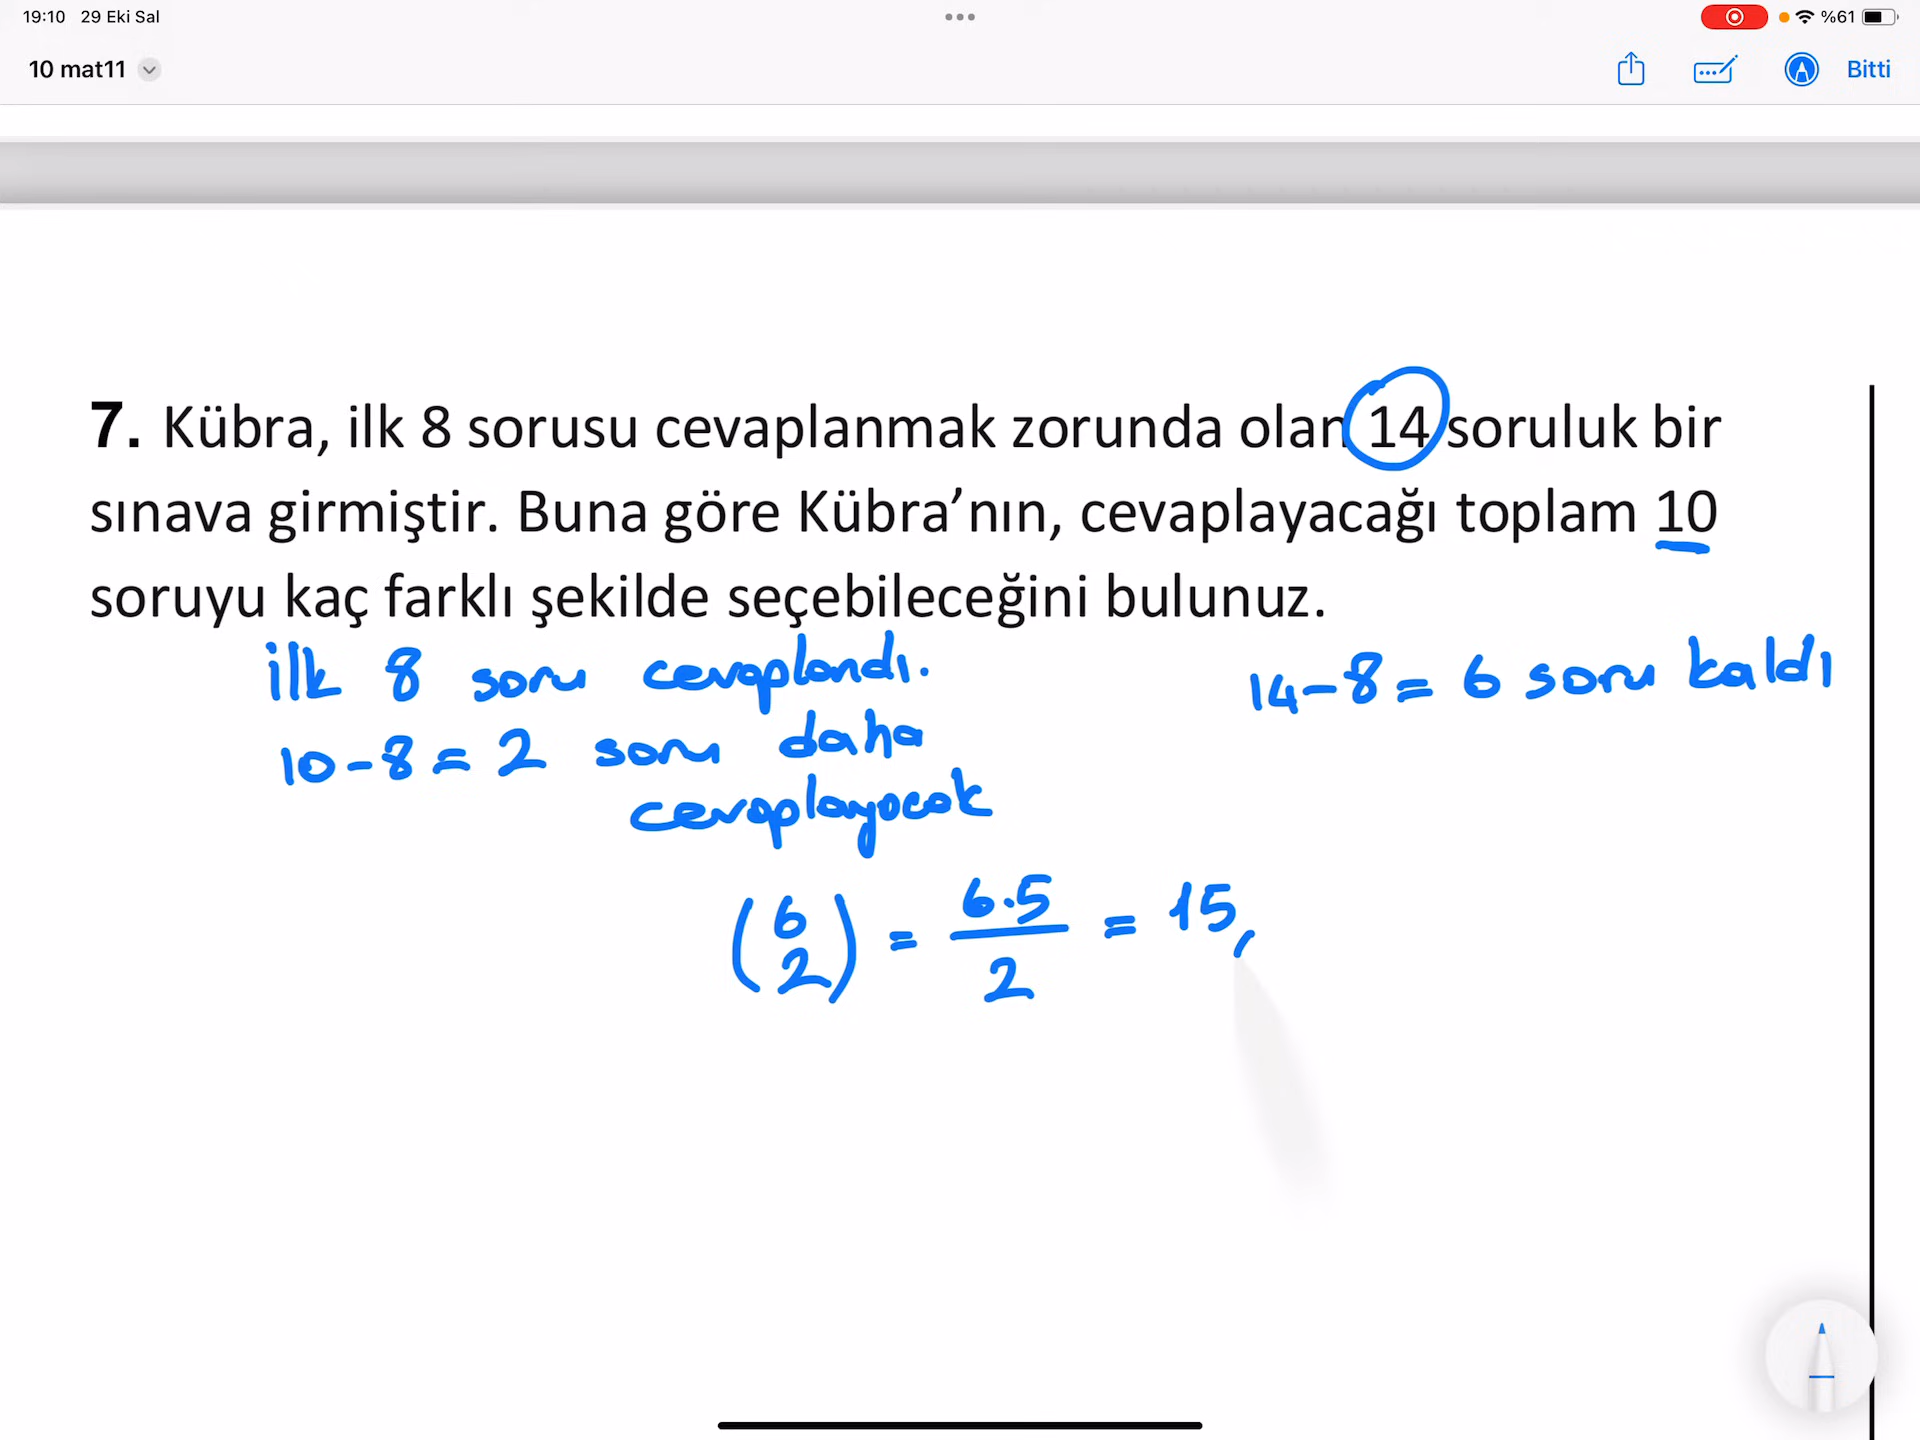 19:10 29 Eki Sal
%61
10 mat11
Bitti
7. Kübra, ilk 8 sorusu cevaplanmak zorunda olan 14 soruluk bir
sınava girmiştir. Buna göre Kübra’nın, cevaplayacağı toplam 10
soruyu kaç farklı şekilde seçebileceğini bulunuz.
ilk 8 soru cevaplandı.
14-8= 6 soru kaldı
10-8= 2 soru daha
cevaplayacak
(6 2) = 6.5/2 = 15,